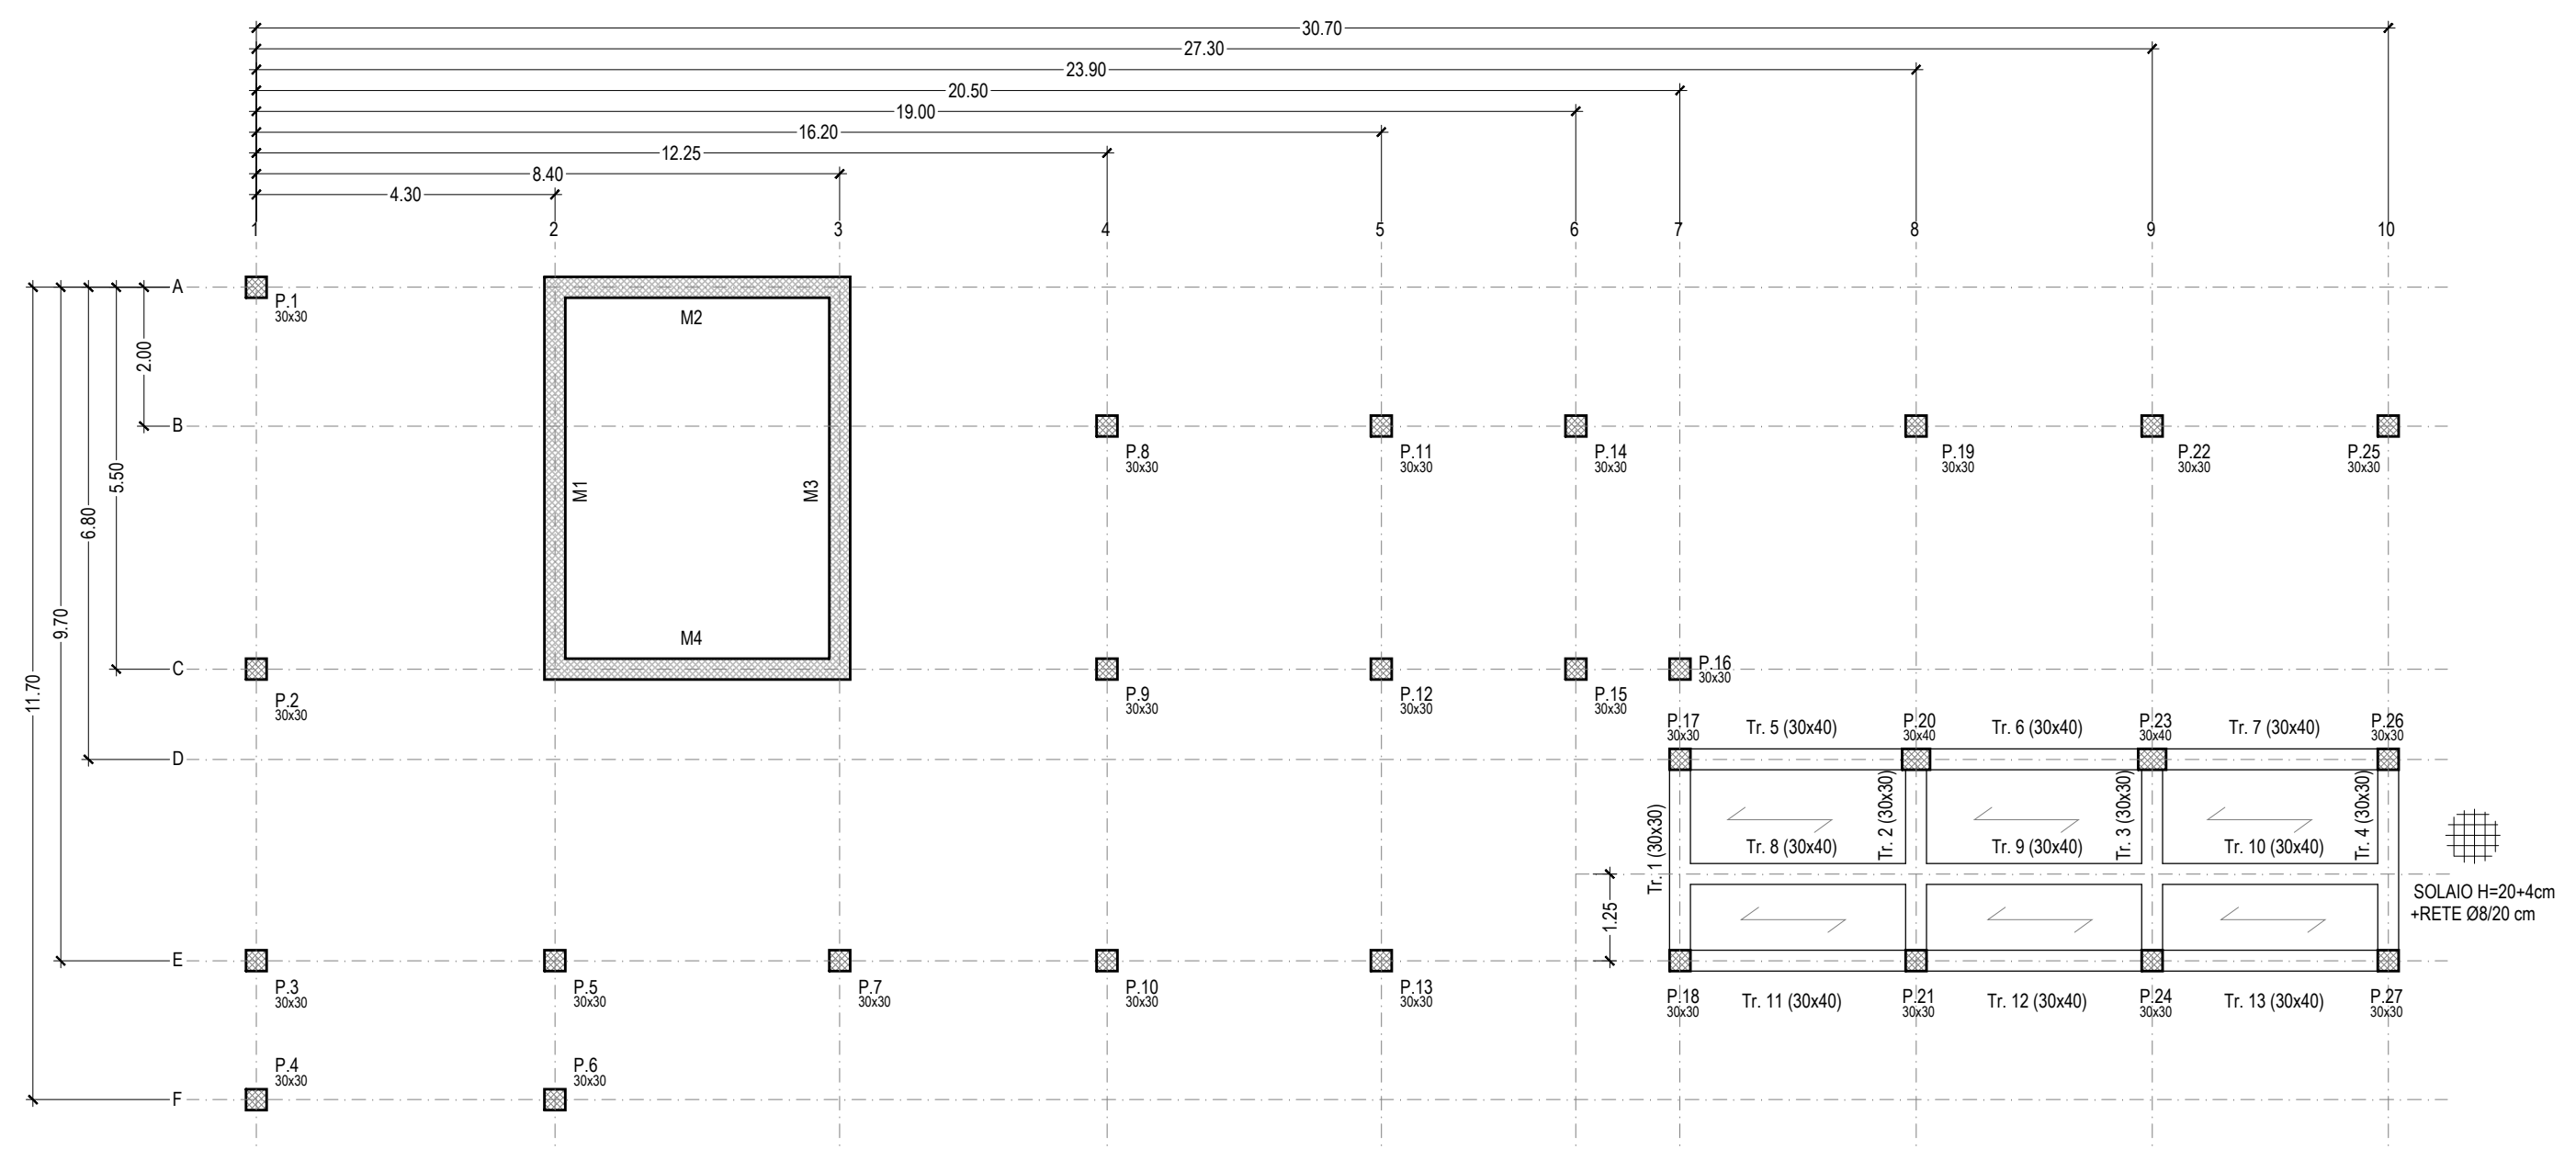 30.70
27.30
23.90
20.50
19.00
16.20
12.25
8.40
4.30
1 2 3 4 5 6 7 8 9 10
A
P.1
30x30
M2
2.00
B
P.8 P.11 P.14 P.19 P.22 P.25
30x30 30x30 30x30 30x30 30x30 30x30
5.50
M1 M3
6.80
9.70
M4
C
P.16
30x30
11.70
P.2 P.9 P.12 P.15
30x30 30x30 30x30 30x30
P.17 Tr. 5 (30x40) P.20 Tr. 6 (30x40) P.23 Tr. 7 (30x40) P.26
30x30 30x40 30x40 30x30
D
Tr. 1 (30x30) Tr. 2 (30x30) Tr. 3 (30x30) Tr. 4 (30x30)
Tr. 8 (30x40) Tr. 9 (30x40) Tr. 10 (30x40)
SOLAIO H=20+4cm
+RETE Ø8/20 cm
1.25
E
P.3 P.5 P.7 P.10 P.13
30x30 30x30 30x30 30x30 30x30
P.18 Tr. 11 (30x40) P.21 Tr. 12 (30x40) P.24 Tr. 13 (30x40) P.27
30x30 30x30 30x30 30x30
P.4 P.6
30x30 30x30
F